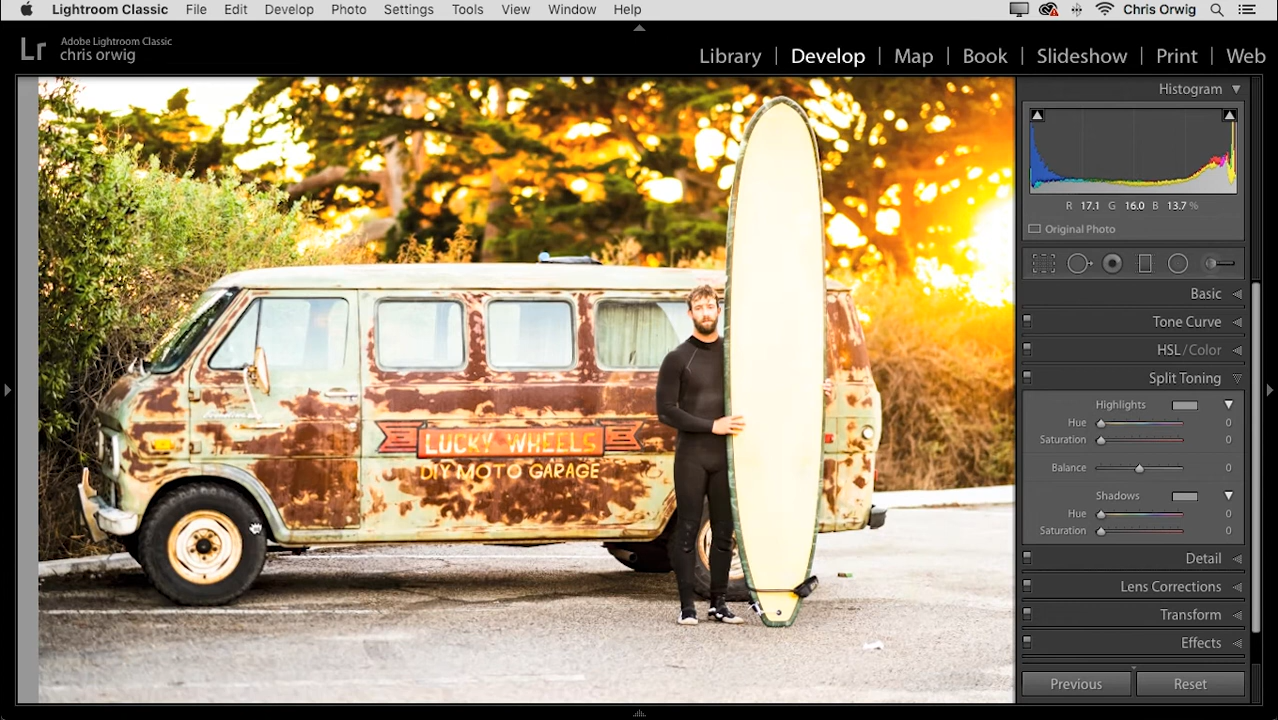 Lightroom Classic File Edit Develop Photo Settings Tools View Window Help Chris Orwig
Lr Adobe Lightroom Classic
chris orwig
Library | Develop | Map | Book | Slideshow | Print | Web
Histogram
R 17.1 G 16.0 B 13.7 %
Original Photo
Basic
Tone Curve
HSL / Color
Split Toning
Highlights
Hue 0
Saturation 0
Balance 0
Shadows
Hue 0
Saturation 0
Detail
Lens Corrections
Transform
Effects
Previous Reset
LUCKY WHEELS
DIY MOTO GARAGE